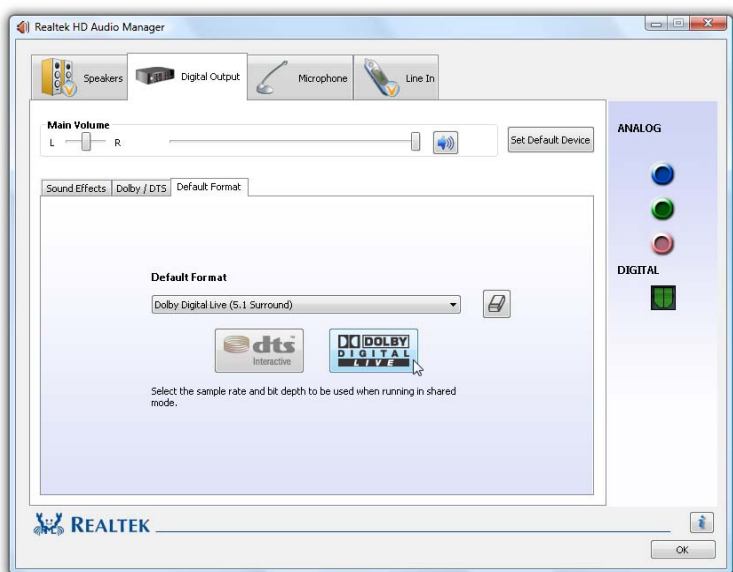 Realtek HD Audio Manager
Speakers
Digital Output
Microphone
Line In
Main Volume
L
R
Set Default Device
ANALOG
Sound Effects
Dolby / DTS
Default Format
Default Format
DIGITAL
Dolby Digital Live (5.1 Surround)
dts
Interactive
DOLBY
DIGITAL
LIVE
Select the sample rate and bit depth to be used when running in shared
mode.
REALTEK
i
OK